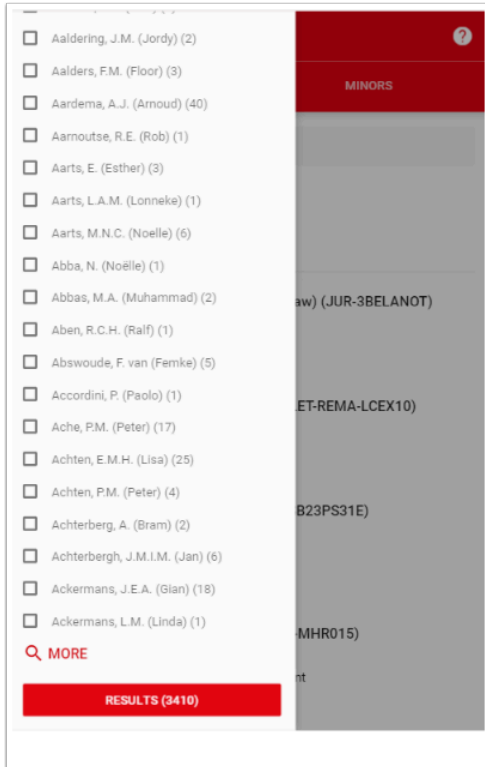 Aaldering, J.M. (Jordy) (2)
Aalders, F.M. (Floor) (3)
Aardema, A.J. (Arnoud) (40)
Aarnoutse, R.E. (Rob) (1)
Aarts, E. (Esther) (3)
Aarts, L.A.M. (Lonneke) (1)
Aarts, M.N.C. (Noelle) (6)
Abba, N. (Noëlle) (1)
Abbas, M.A. (Muhammad) (2)
Aben, R.C.H. (Ralf) (1)
Abswoude, F. van (Femke) (5)
Accordini, P. (Paolo) (1)
Ache, P.M. (Peter) (17)
Achten, E.M.H. (Lisa) (25)
Achten, P.M. (Peter) (4)
Achterberg, A. (Bram) (2)
Achterbergh, J.M.I.M. (Jan) (6)
Ackermans, J.E.A. (Gian) (18)
Ackermans, L.M. (Linda) (1)
MORE
RESULTS (3410)
?
MINORS
aw) (JUR-3BELANOT)
ET-REMA-LCEX10)
B23PS31E)
-MHR015)
nt